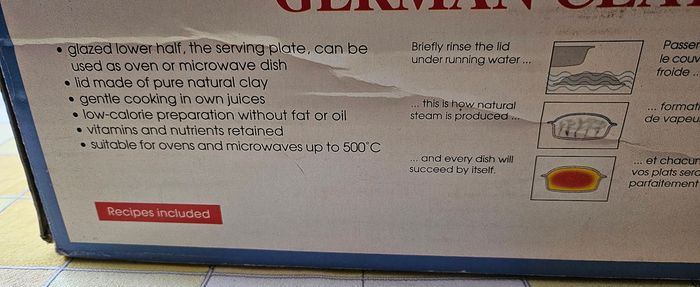 GERMAN CLA
• glazed lower half, the serving plate, can be
used as oven or microwave dish
• lid made of pure natural clay
• gentle cooking in own juices
• low-calorie preparation without fat or oil
• vitamins and nutrients retained
• suitable for ovens and microwaves up to 500°C
Recipes included
Briefly rinse the lid
under running water ...
... this is how natural
steam is produced ...
... and every dish will
succeed by itself.
Passer
le couv
froide ...
... format
de vapeu
... et chacun
vos plats sera
parfaitement